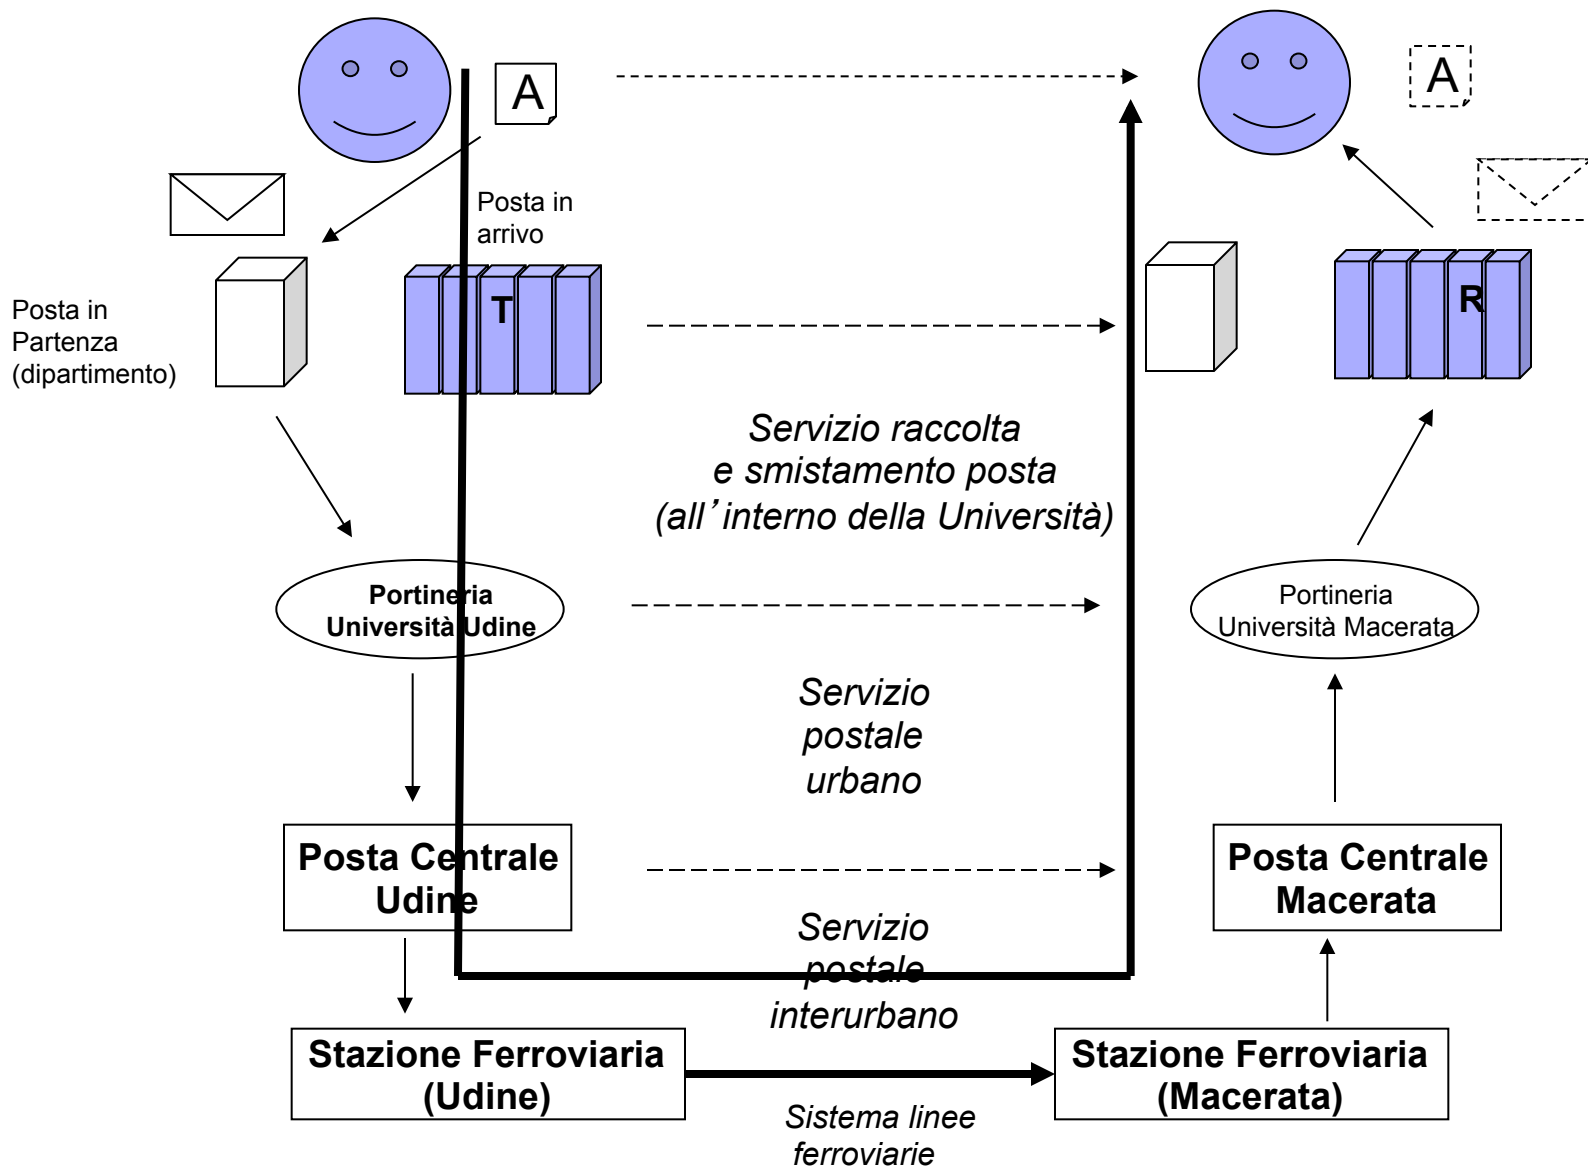 A
A
Posta in
arrivo
Posta in
Partenza
(dipartimento)
T
R
Servizio raccolta
e smistamento posta
(all’interno della Università)
Portineria
Università Udine
Portineria
Università Macerata
Servizio
postale
urbano
Posta Centrale
Udine
Posta Centrale
Macerata
Servizio
postale
interurbano
Stazione Ferroviaria
(Udine)
Stazione Ferroviaria
(Macerata)
Sistema linee
ferroviarie